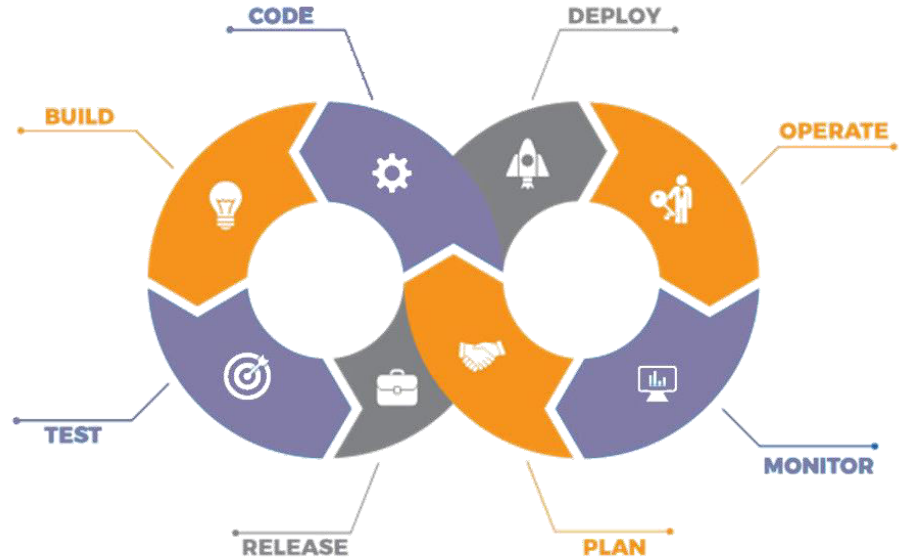 CODE
DEPLOY
BUILD
OPERATE
TEST
MONITOR
RELEASE
PLAN